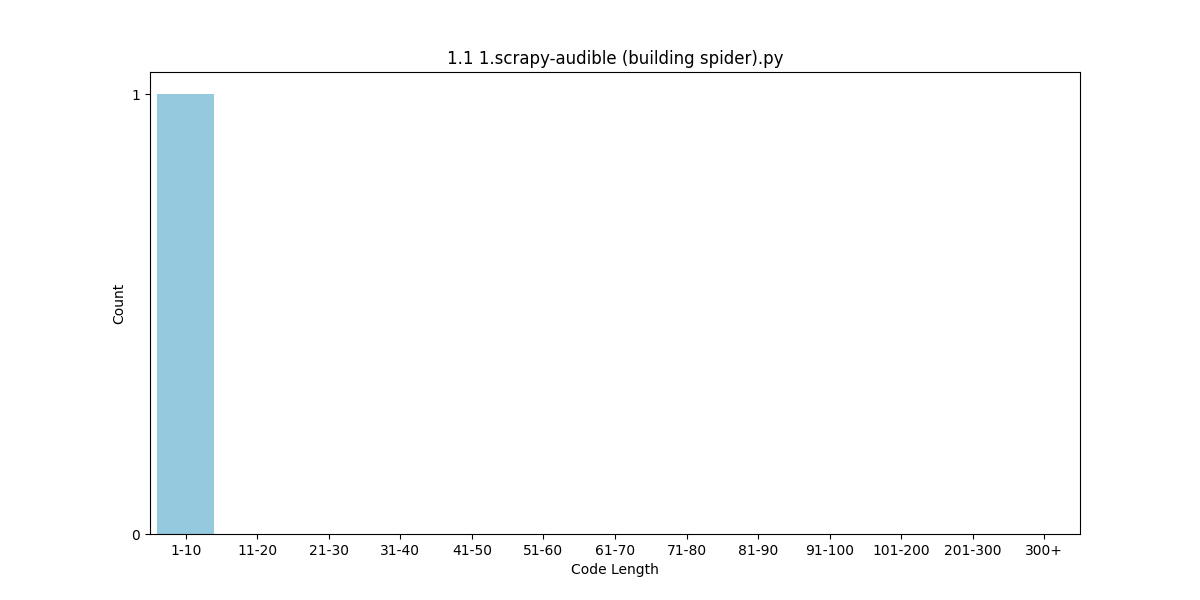 1.1 1.scrapy-audible (building spider).py
1
Count
0
1-10 11-20 21-30 31-40 41-50 51-60 61-70 71-80 81-90 91-100 101-200 201-300 300+
Code Length